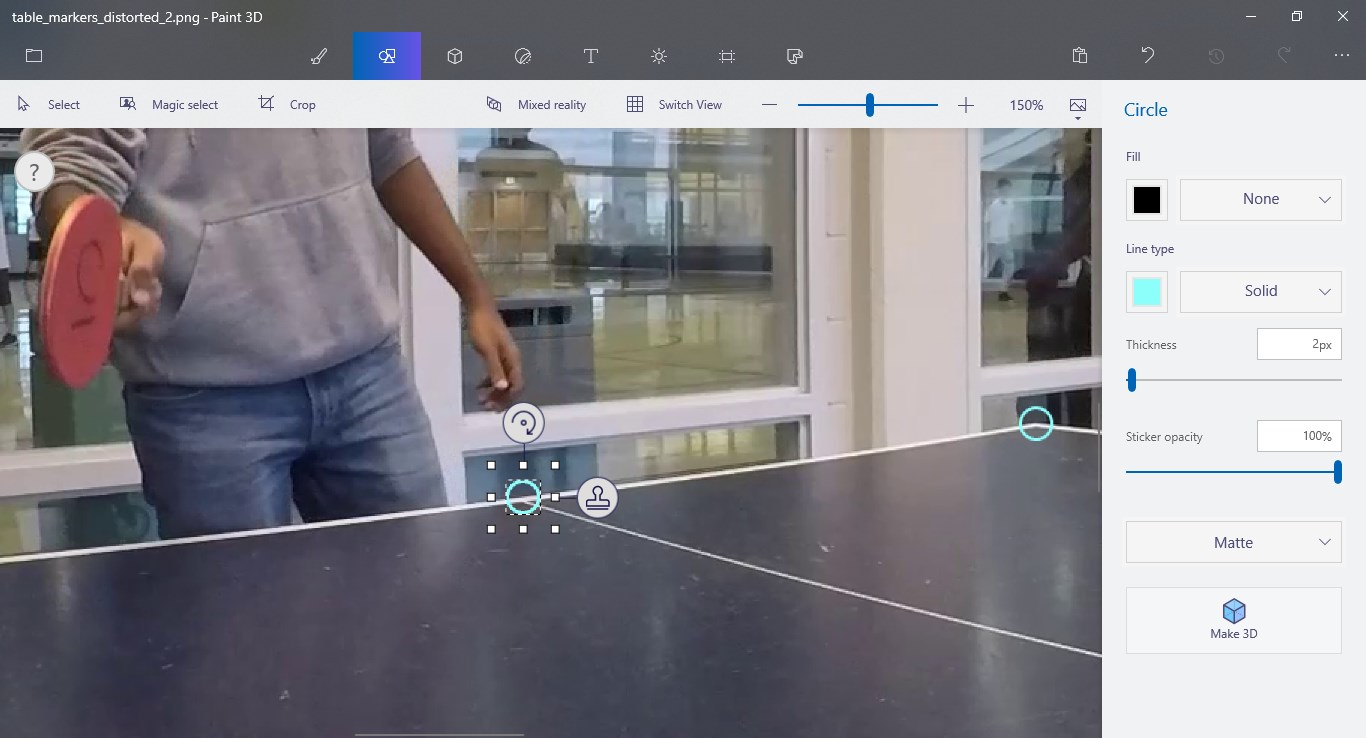 table_markers_distorted_2.png - Paint 3D
Select
Magic select
Crop
Mixed reality
Switch View
150%
?
Circle
Fill
None
Line type
Solid
Thickness
2px
Sticker opacity
100%
Matte
Make 3D